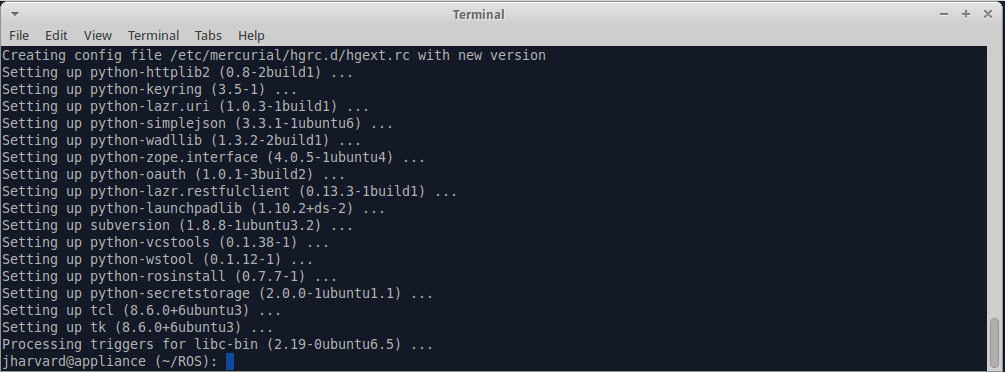 Terminal
File Edit View Terminal Tabs Help
Creating config file /etc/mercurial/hgrc.d/hgext.rc with new version
Setting up python-httplib2 (0.8-2build1) ...
Setting up python-keyring (3.5-1) ...
Setting up python-lazr.uri (1.0.3-1build1) ...
Setting up python-simplejson (3.3.1-1ubuntu6) ...
Setting up python-wadllib (1.3.2-2build1) ...
Setting up python-zope.interface (4.0.5-1ubuntu4) ...
Setting up python-oauth (1.0.1-3build2) ...
Setting up python-lazr.restfulclient (0.13.3-1build1) ...
Setting up python-launchpadlib (1.10.2+ds-2) ...
Setting up subversion (1.8.8-1ubuntu3.2) ...
Setting up python-vcstools (0.1.38-1) ...
Setting up python-wstool (0.1.12-1) ...
Setting up python-rosinstall (0.7.7-1) ...
Setting up python-secretstorage (2.0.0-1ubuntu1.1) ...
Setting up tcl (8.6.0+6ubuntu3) ...
Setting up tk (8.6.0+6ubuntu3) ...
Processing triggers for libc-bin (2.19-0ubuntu6.5) ...
jharvard@appliance (~/ROS):